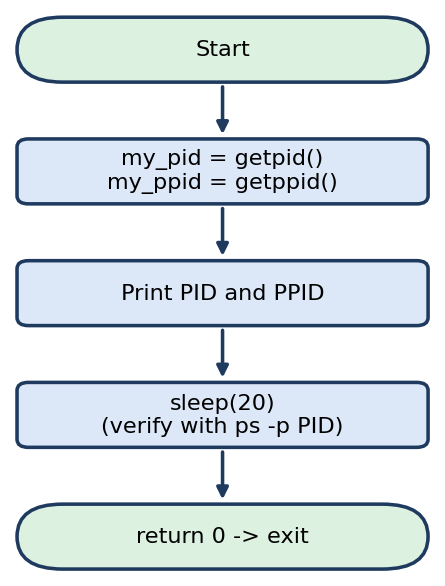 Start
my_pid = getpid()
my_ppid = getppid()
Print PID and PPID
sleep(20)
(verify with ps -p PID)
return 0 -> exit